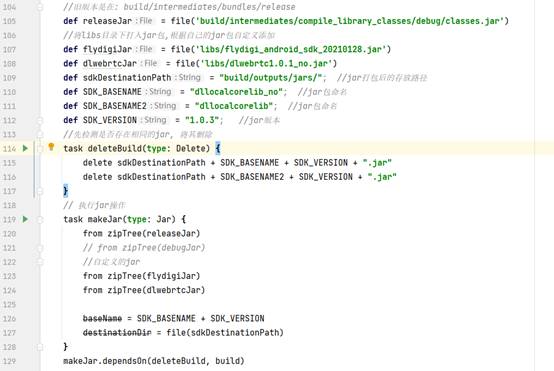 104 //旧版本是在: build/intermediates/bundles/release
105 def releaseJar :File = file('build/intermediates/compile_library_classes/debug/classes.jar')
106 //将libs目录下打入jar包,根据自己的jar包自定义添加
107 def flydigiJar :File = file('libs/flydigi_android_sdk_20210128.jar')
108 def dlwebrtcJar :File = file('libs/dlwebrtc1.0.1_no.jar')
109 def sdkDestinationPath :String = "build/outputs/jars/"; //jar打包后的存放路径
110 def SDK_BASENAME :String = "dllocalcorelib_no"; //jar包命名
111 def SDK_BASENAME2 :String = "dllocalcorelib"; //jar包命名
112 def SDK_VERSION :String = "1.0.3"; //jar版本
113 //先检测是否存在相同的jar, 将其删除
114 task deleteBuild(type: Delete) {
115 delete sdkDestinationPath + SDK_BASENAME + SDK_VERSION + ".jar"
116 delete sdkDestinationPath + SDK_BASENAME2 + SDK_VERSION + ".jar"
117 }
118 // 执行jar操作
119 task makeJar(type: Jar) {
120 from zipTree(releaseJar)
121 // from zipTree(debugJar)
122 //自定义的jar
123 from zipTree(flydigiJar)
124 from zipTree(dlwebrtcJar)
125
126 baseName = SDK_BASENAME + SDK_VERSION
127 destinationDir = file(sdkDestinationPath)
128 }
129 makeJar.dependsOn(deleteBuild, build)